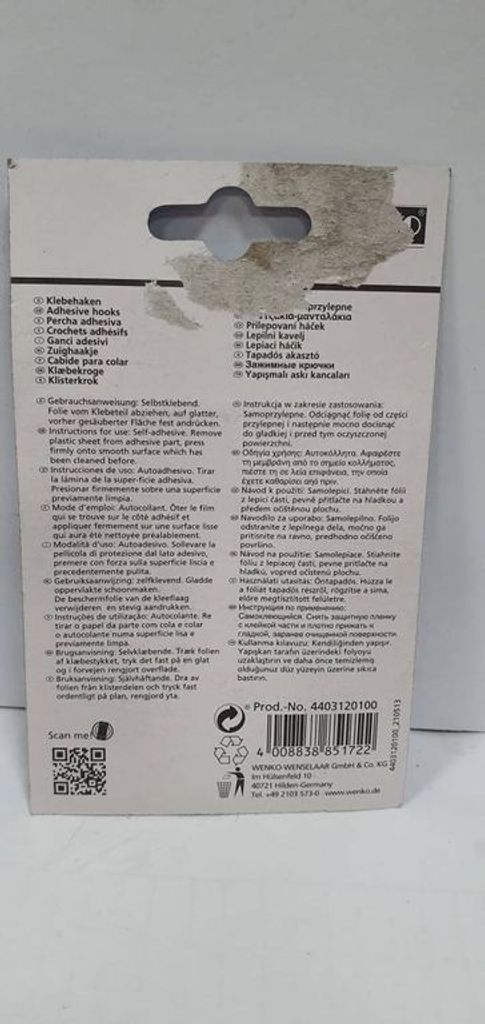 Klebehaken
Adhesive hooks
Percha adhesiva
Crochets adhésifs
Ganci adesivi
Zuighaakje
Cabide para colar
Klæbekroge
Klisterkrok
Gebrauchsanweisung: Selbstklebend.
Folie vom Klebeteil abziehen, auf glatter,
vorher gesäuberter Fläche fest andrücken.
Instructions for use: Self-adhesive. Remove
plastic sheet from adhesive part, press
firmly onto smooth surface which has
been cleaned before.
Instrucciones de uso: Autoadhesivo. Tirar
la lámina de la super-ficie adhesiva.
Presionar firmemente sobre una superficie
previamente limpia.
Mode d'emploi: Autocollant. Ôter le film
qui se trouve sur le côté adhésif et
appliquer fermement sur une surface lisse
qui aura été nettoyée préalablement.
Modalità d'uso: Autoadesivo. Sollevare la
pellicola di protezione dal lato adesivo,
premere con forza sulla superficie liscia e
precedentemente pulita.
Gebruiksaanwijzing: zelfklevend. Gladde
oppervlakte schoonmaken.
De beschermfolie van de kleeflaag
verwijderen en stevig aandrukken.
Instruções de utilização: Autocolante. Re
tirar o papel da parte com cola e colar
o autocolante numa superfície lisa e
previamente limpa.
Brugsanvisning: Selvklæbende. Træk folien
af klæbestykket, tryk det fast på en glat
og i forvejen rengjort overflade.
Bruksanvisning: Självhäftande. Dra av
folien från klisterdelen och tryck fast
ordentligt på plan, rengjord yta.
Scan me!
przylepne
-μανταλάκια
Prilepovaní háček
Lepilni kavelj
Lepiaci háčik
Tapadós akasztó
Зажимные крючки
Yapışmalı askı kancaları
Instrukcja w zakresie zastosowania:
Samoprzylepne. Odciągnąć folię od części
przylepnej i następnie mocno docisnąć
do gładkiej i przed tym oczyszczonej
powierzchni.
Οδηγία χρήσης: Αυτοκόλλητο. Αφαιρέστε
τη μεμβράνη από το σημείο κολλήματος,
πιέστε τη σε λεία επιφάνεια, την οποία
έχετε καθαρίσει από πριν.
Návod k použití: Samolepicí. Stáhněte fólii
z lepicí části, pevně přitlačte na hladkou a
předem očištěnou plochu.
Navodilo za uporabo: Samolepilno. Folijo
odstranite z lepilnega dela, močno ga
pritisnite na ravno, predhodno očiščeno
površino.
Návod na použitie: Samolepiace. Stiahnite
fóliu z lepiacej časti, pevne pritlačte na
hladkú, vopred očistenú plochu.
Használati utasítás: Öntapadós. Húzza le
a fóliát tapadós részről, rögzítse a sima,
előre megtisztított felületre.
Инструкция по применению:
Самоклеющийся. Снять защитную пленку
с клейкой части и плотно прижать к
гладкой, заранее очищенной поверхности.
Kullanma kılavuzu: Kendiliğinden yapışır.
Yapışkan tarafın üzerindeki folyoyu
uzaklaştırın ve daha önce temizlemiş
olduğunuz düz yüzeyin üzerine sıkıca
bastırın.
Prod.-No. 4403120100
4 008838 851722
WENKO-WENSELAAR GmbH & Co. KG
Im Hülsenfeld 10
40721 Hilden-Germany
Tel. +49 2103 573-0 www.wenko.de
4403120100_210513